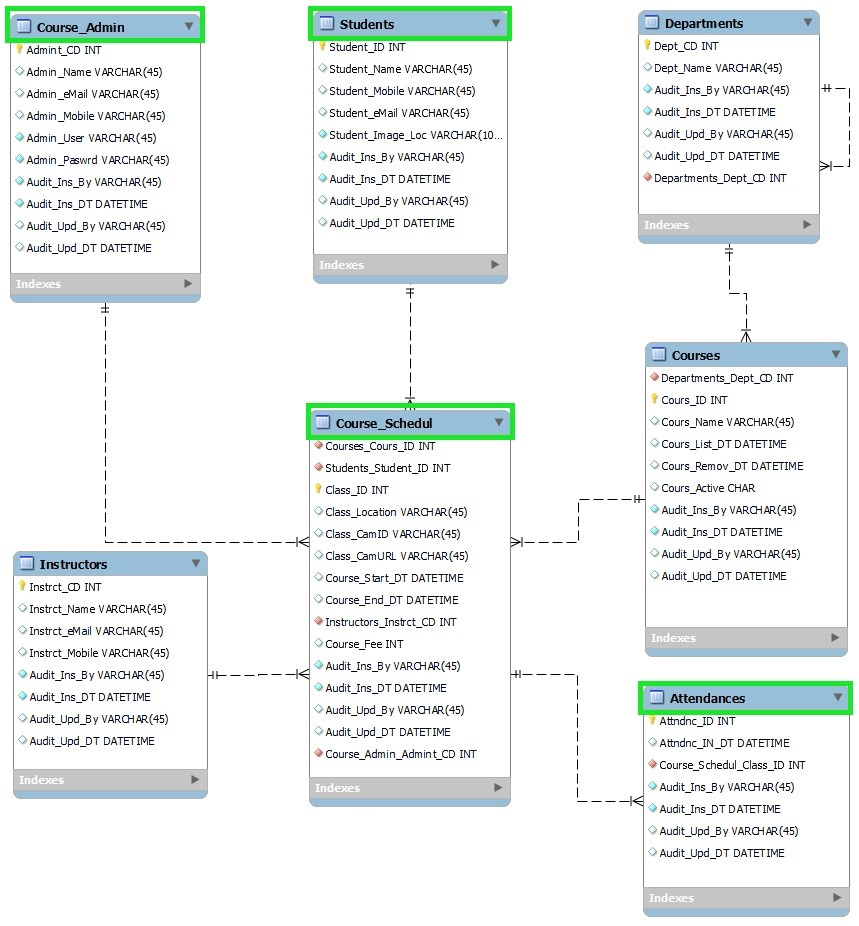 Course_Admin
Admint_CD INT
Admin_Name VARCHAR(45)
Admin_eMail VARCHAR(45)
Admin_Mobile VARCHAR(45)
Admin_User VARCHAR(45)
Admin_Paswrd VARCHAR(45)
Audit_Ins_By VARCHAR(45)
Audit_Ins_DT DATETIME
Audit_Upd_By VARCHAR(45)
Audit_Upd_DT DATETIME
Indexes
Students
Student_ID INT
Student_Name VARCHAR(45)
Student_Mobile VARCHAR(45)
Student_eMail VARCHAR(45)
Student_Image_Loc VARCHAR(10...
Audit_Ins_By VARCHAR(45)
Audit_Ins_DT DATETIME
Audit_Upd_By VARCHAR(45)
Audit_Upd_DT DATETIME
Indexes
Departments
Dept_CD INT
Dept_Name VARCHAR(45)
Audit_Ins_By VARCHAR(45)
Audit_Ins_DT DATETIME
Audit_Upd_By VARCHAR(45)
Audit_Upd_DT DATETIME
Departments_Dept_CD INT
Indexes
Courses
Departments_Dept_CD INT
Cours_ID INT
Cours_Name VARCHAR(45)
Cours_List_DT DATETIME
Cours_Remov_DT DATETIME
Cours_Active CHAR
Audit_Ins_By VARCHAR(45)
Audit_Ins_DT DATETIME
Audit_Upd_By VARCHAR(45)
Audit_Upd_DT DATETIME
Indexes
Course_Schedul
Courses_Cours_ID INT
Students_Student_ID INT
Class_ID INT
Class_Location VARCHAR(45)
Class_CamID VARCHAR(45)
Class_CamURL VARCHAR(45)
Course_Start_DT DATETIME
Course_End_DT DATETIME
Instructors_Instrct_CD INT
Course_Fee INT
Audit_Ins_By VARCHAR(45)
Audit_Ins_DT DATETIME
Audit_Upd_By VARCHAR(45)
Audit_Upd_DT DATETIME
Course_Admin_Admint_CD INT
Indexes
Instructors
Instrct_CD INT
Instrct_Name VARCHAR(45)
Instrct_eMail VARCHAR(45)
Instrct_Mobile VARCHAR(45)
Audit_Ins_By VARCHAR(45)
Audit_Ins_DT DATETIME
Audit_Upd_By VARCHAR(45)
Audit_Upd_DT DATETIME
Indexes
Attendances
Attndnc_ID INT
Attndnc_IN_DT DATETIME
Course_Schedul_Class_ID INT
Audit_Ins_By VARCHAR(45)
Audit_Ins_DT DATETIME
Audit_Upd_By VARCHAR(45)
Audit_Upd_DT DATETIME
Indexes